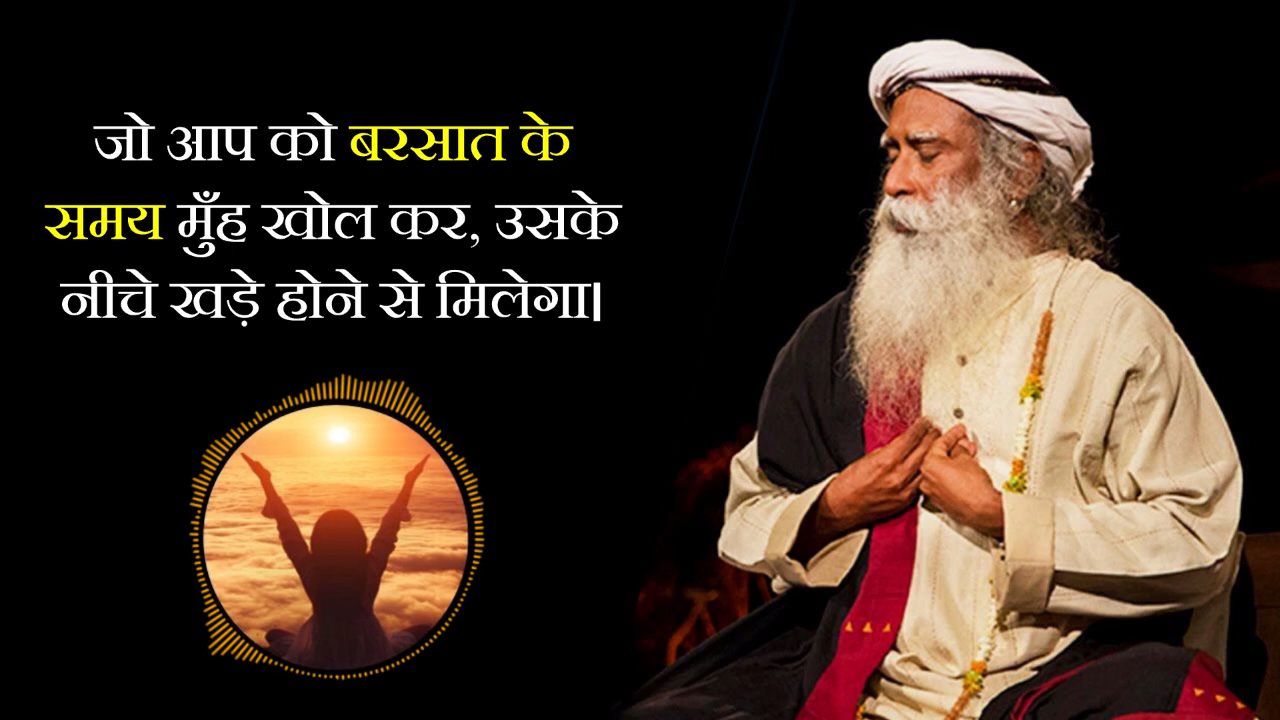 जो आप को बरसात के
समय मुँह खोल कर, उसके
नीचे खड़े होने से मिलेगा।